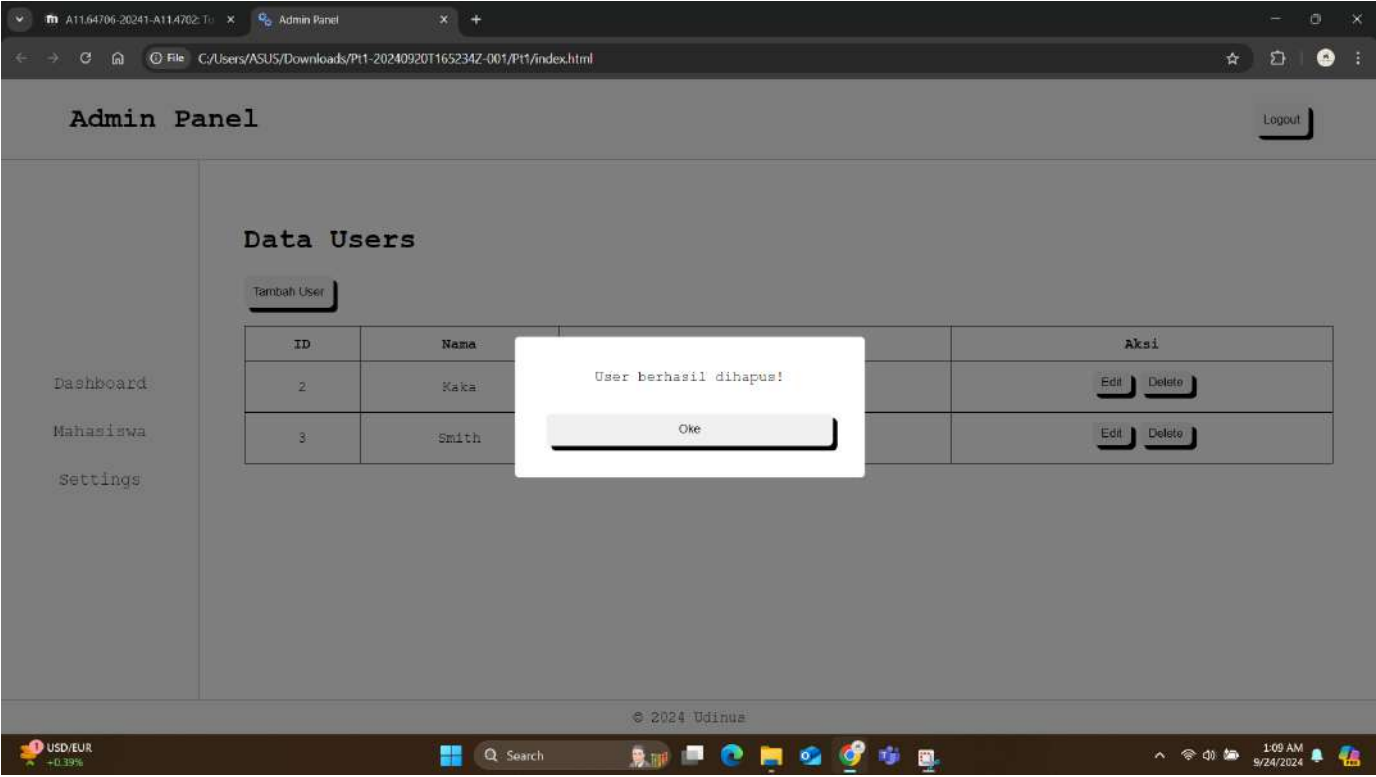 A11.64706-20241-A11.4702: Tu
Admin Panel
File
C:/Users/ASUS/Downloads/Pt1-20240920T165234Z-001/Pt1/index.html
Admin Panel
Logout
Data Users
Tambah User
ID Nama Aksi
2 Kaka Edit Delete
3 Smith Edit Delete
User berhasil dihapus!
Oke
Dashboard
Mahasiswa
Settings
© 2024 Udinus
1
USD/EUR
+0.39%
Search
1:09 AM
9/24/2024